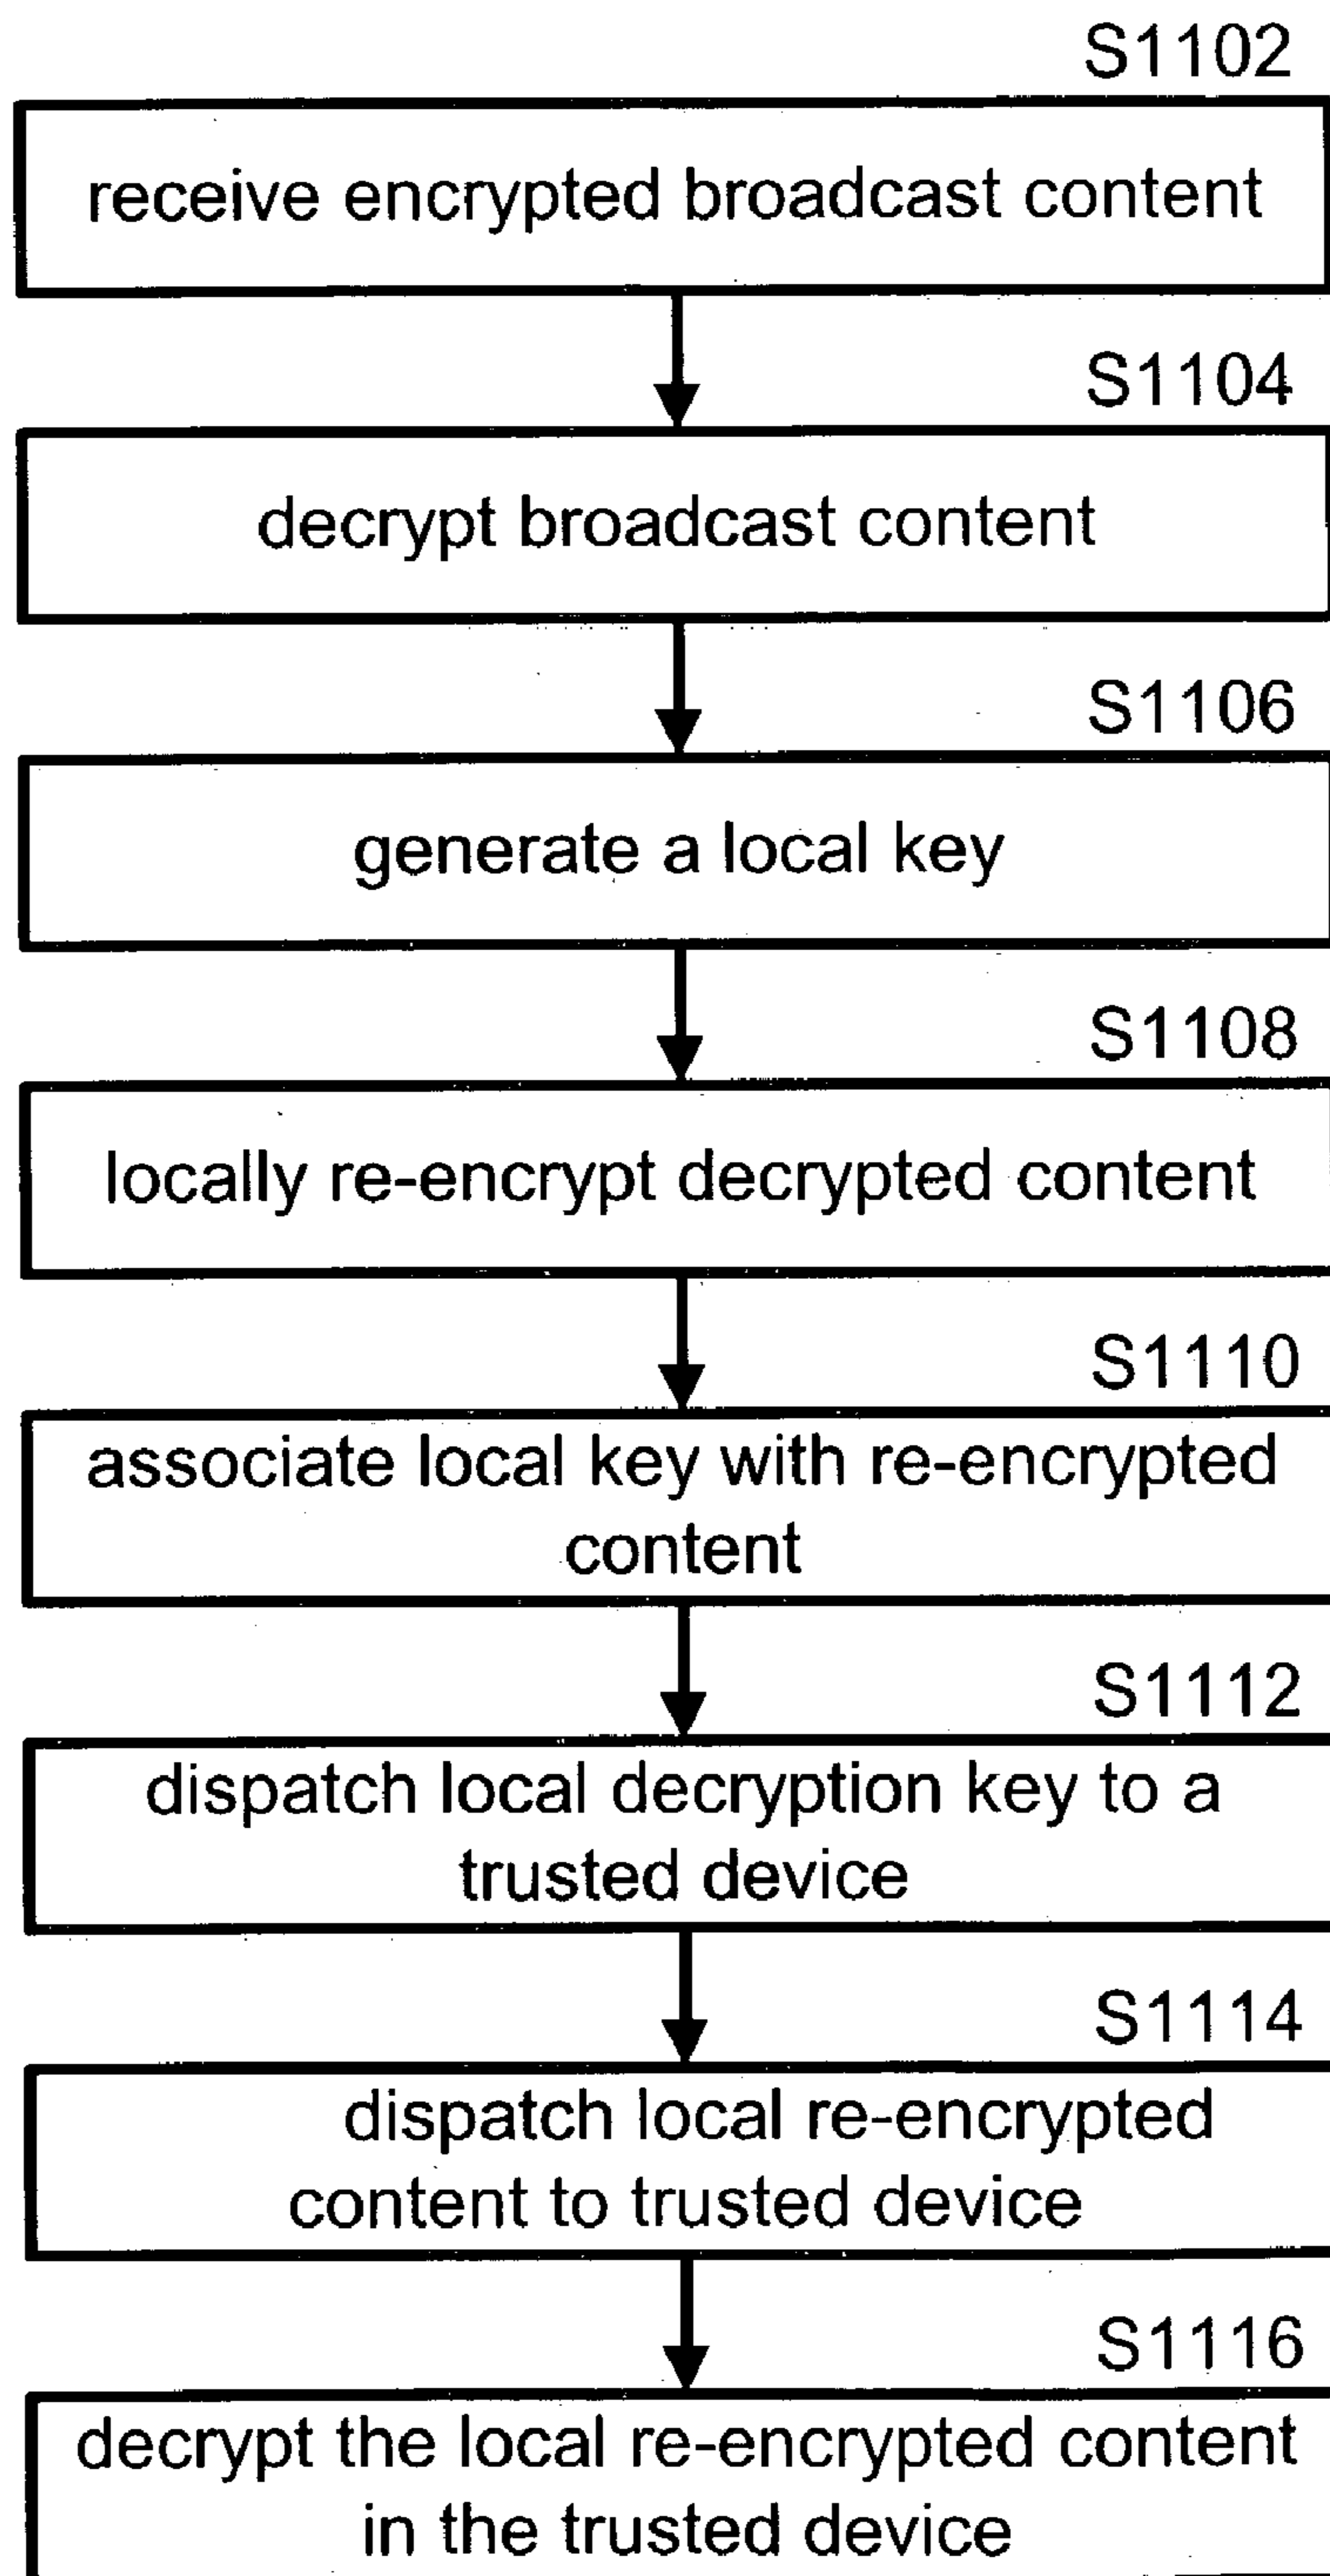 S1102
receive encrypted broadcast content
S1104
decrypt broadcast content
S1106
generate a local key
S1108
locally re-encrypt decrypted content
S1110
associate local key with re-encrypted
content
S1112
dispatch local decryption key to a
trusted device
S1114
dispatch local re-encrypted
content to trusted device
S1116
decrypt the local re-encrypted content
in the trusted device